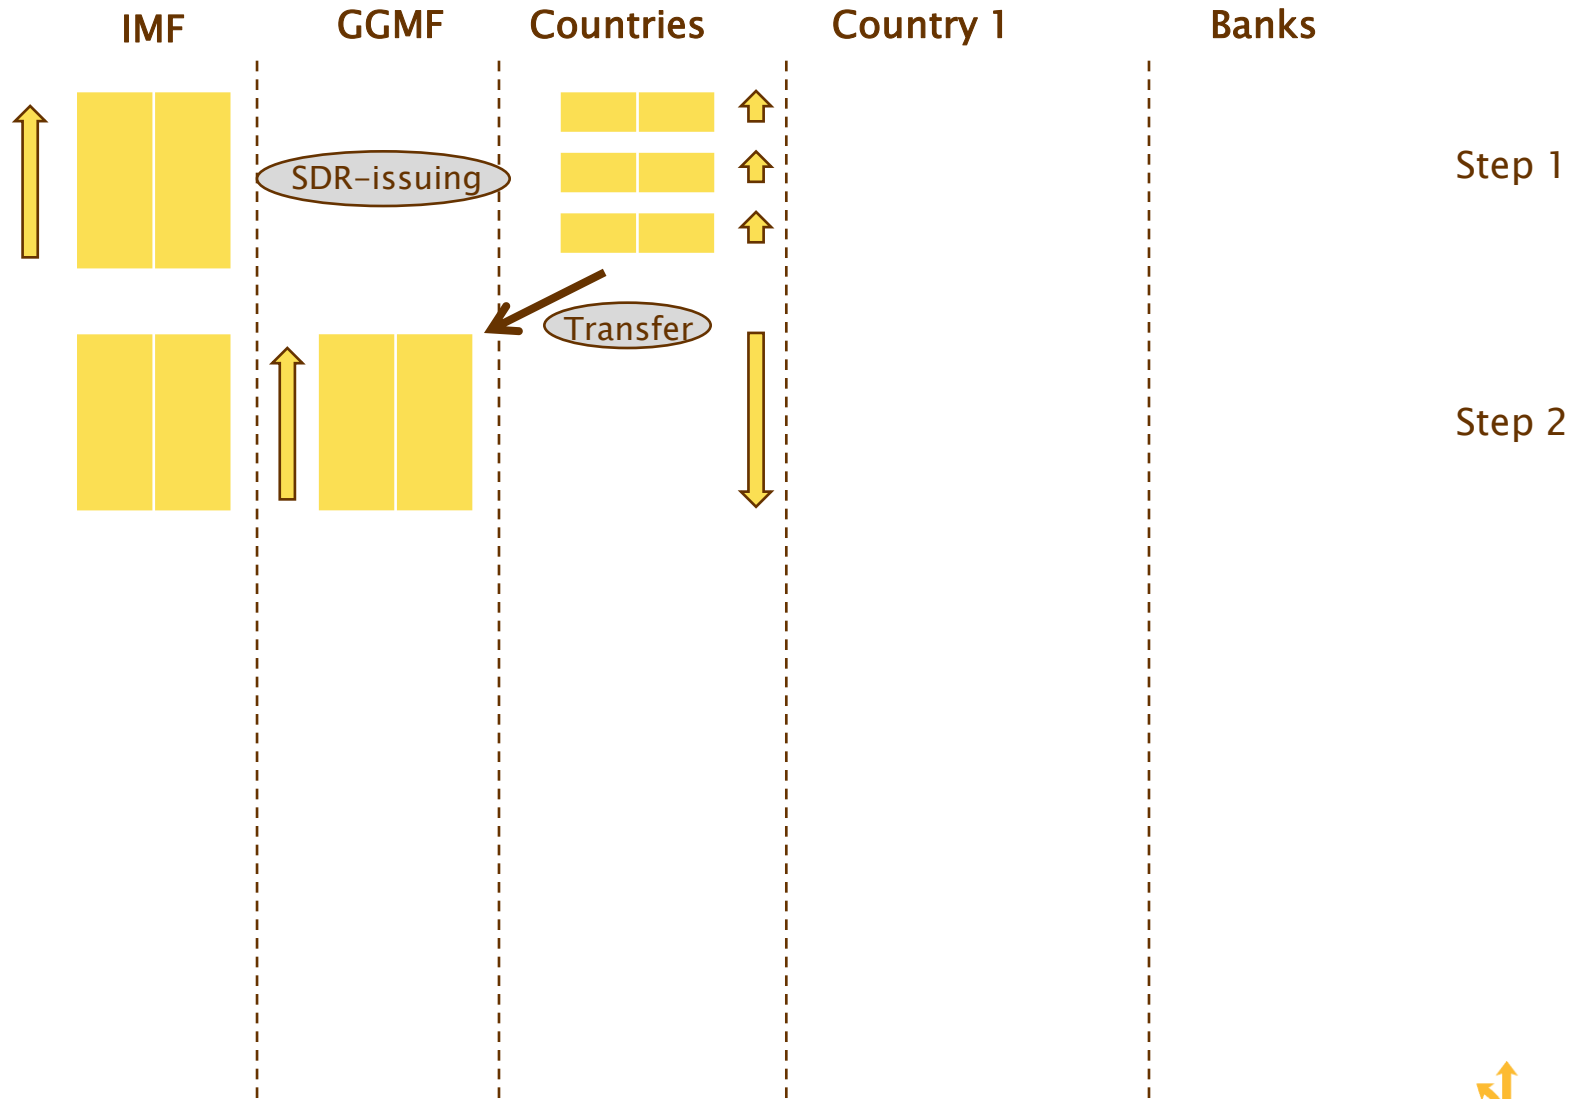 IMF GGMF Countries Country 1 Banks
SDR-issuing
Step 1
Transfer
Step 2